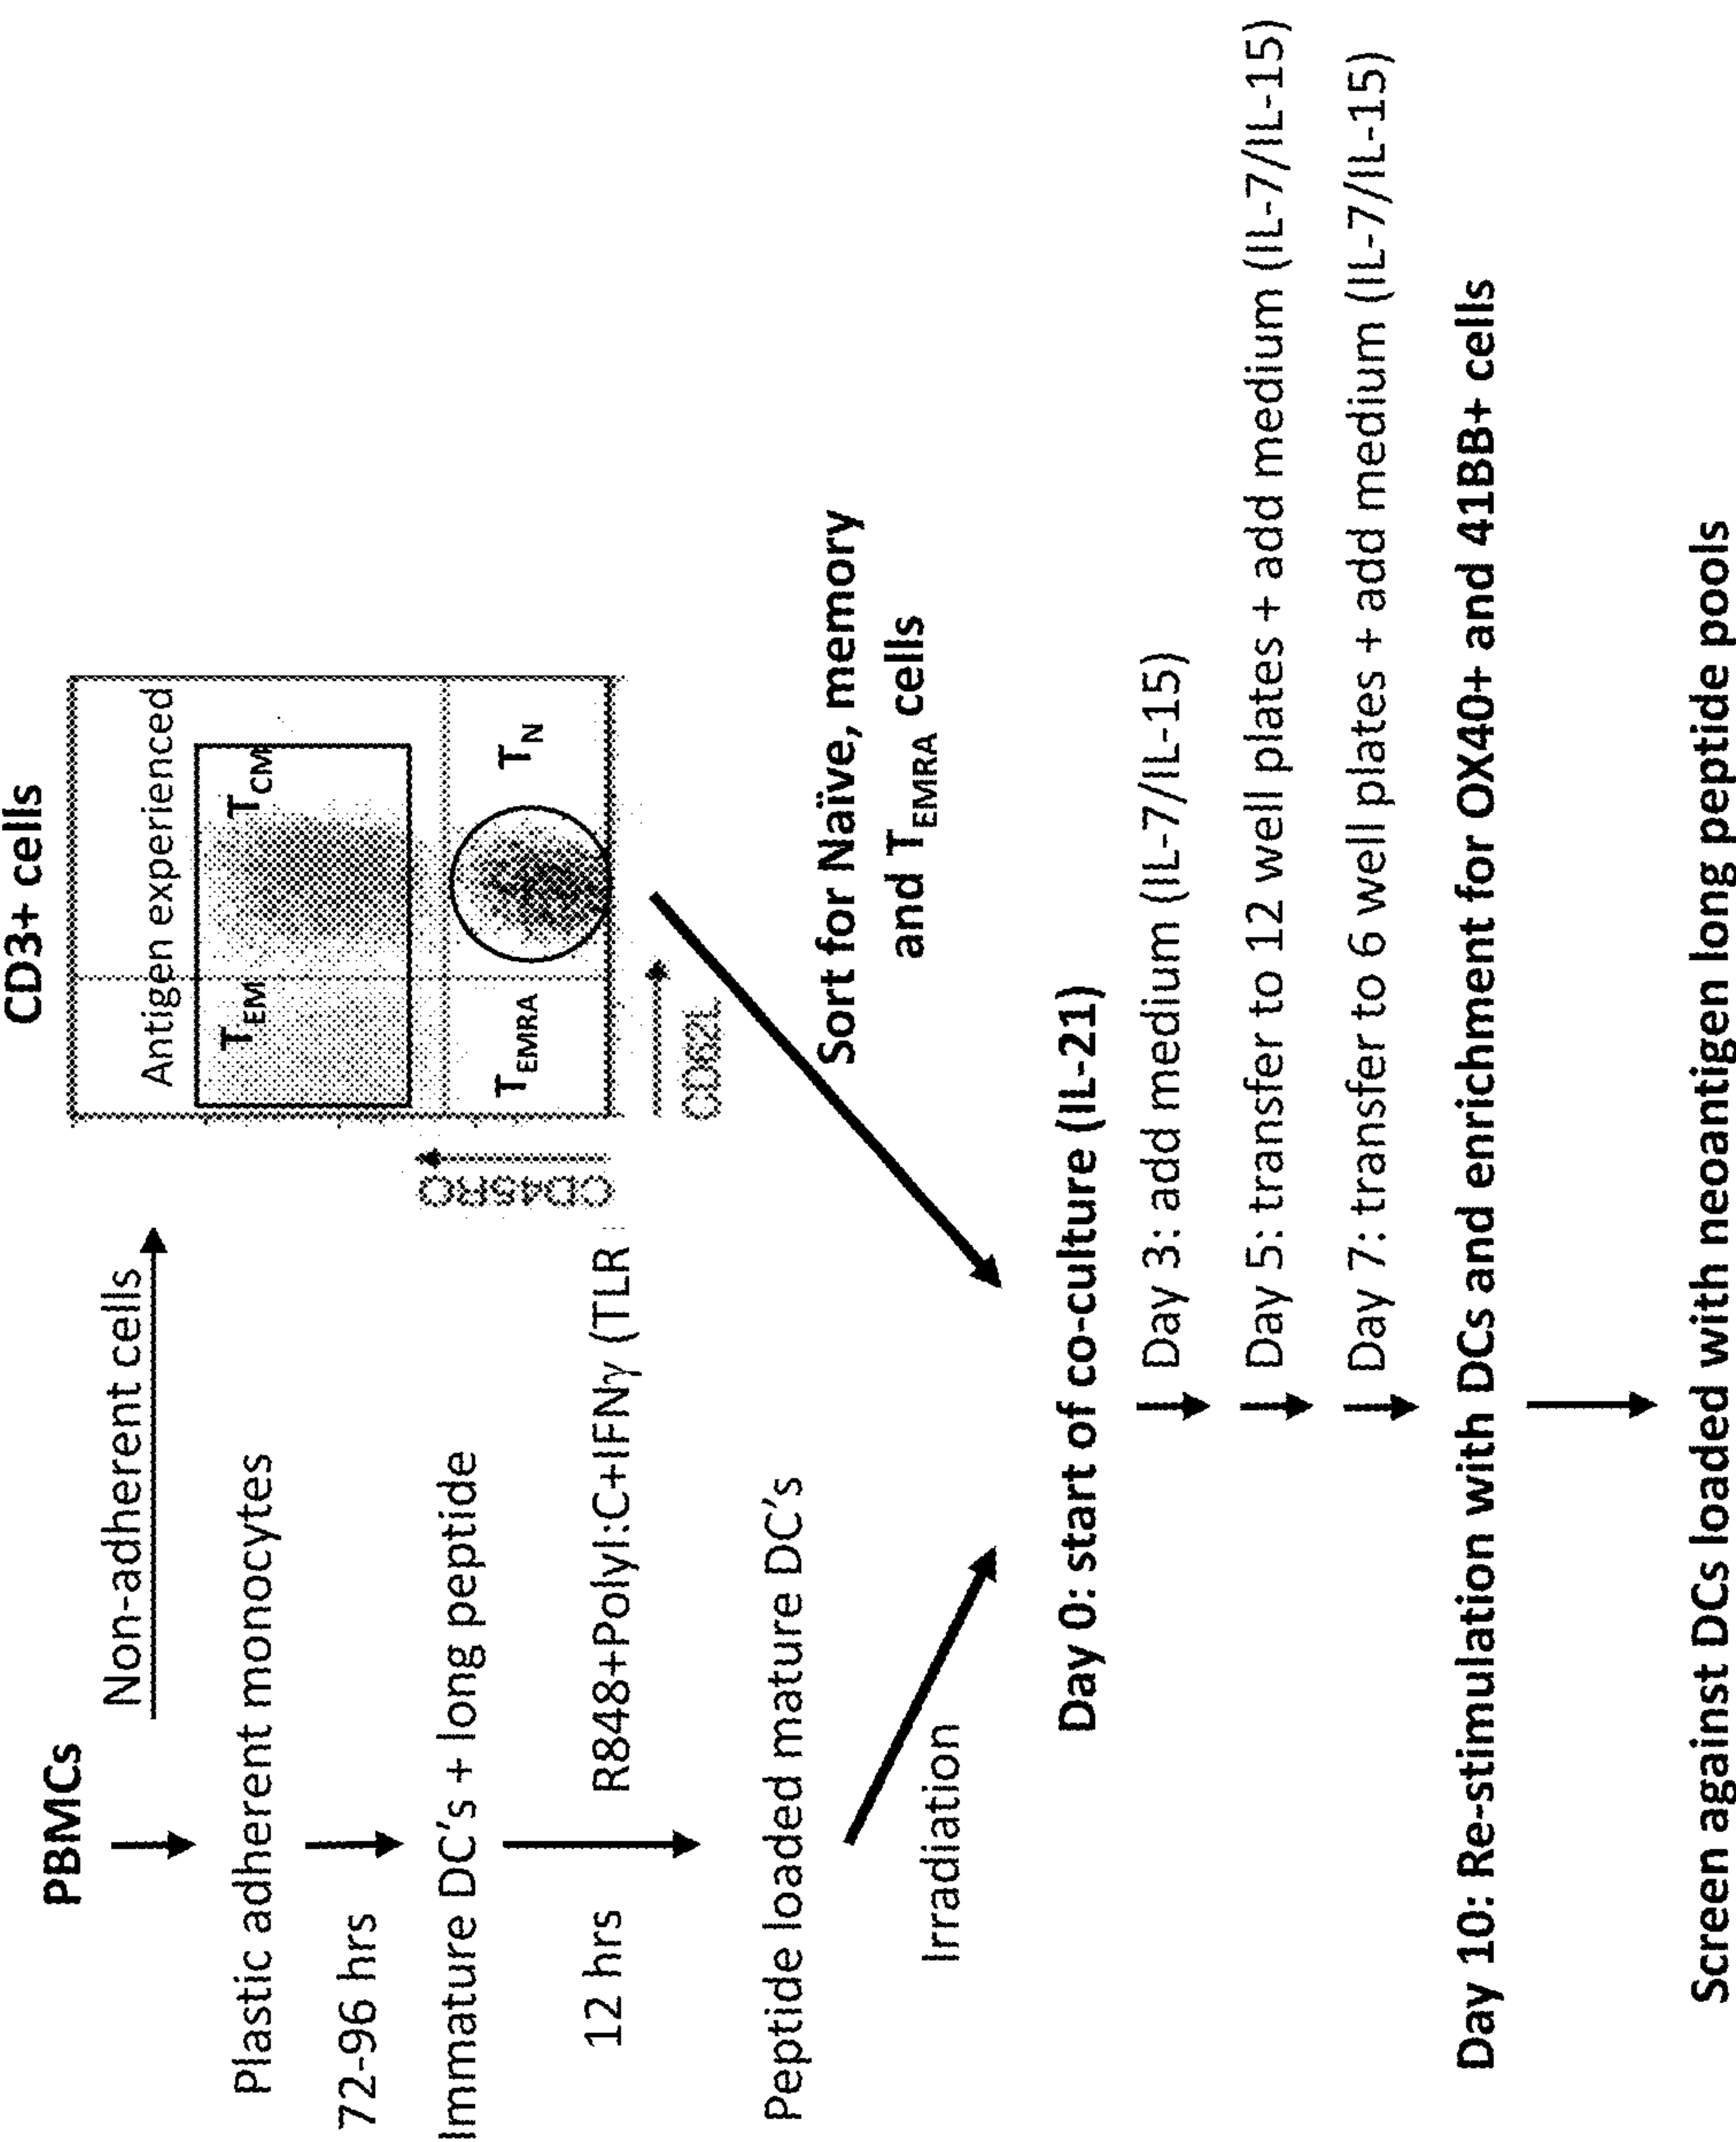 PBMCs
Non-adherent cells
CD3+ cells
Plastic adherent monocytes
72-96 hrs
Immature DC's + long peptide
12 hrs
R848+PolyI:C+IFNγ (TLR
Peptide loaded mature DC's
Irradiation
Antigen experienced
TEM
TCM
TEMRA
TN
CD45RO
CD62L
Sort for Naïve, memory
and TEMRA cells
Day 0: start of co-culture (IL-21)
Day 3: add medium (IL-7/IL-15)
Day 5: transfer to 12 well plates + add medium (IL-7/IL-15)
Day 7: transfer to 6 well plates + add medium (IL-7/IL-15)
Day 10: Re-stimulation with DCs and enrichment for OX40+ and 41BB+ cells
Screen against DCs loaded with neoantigen long peptide pools